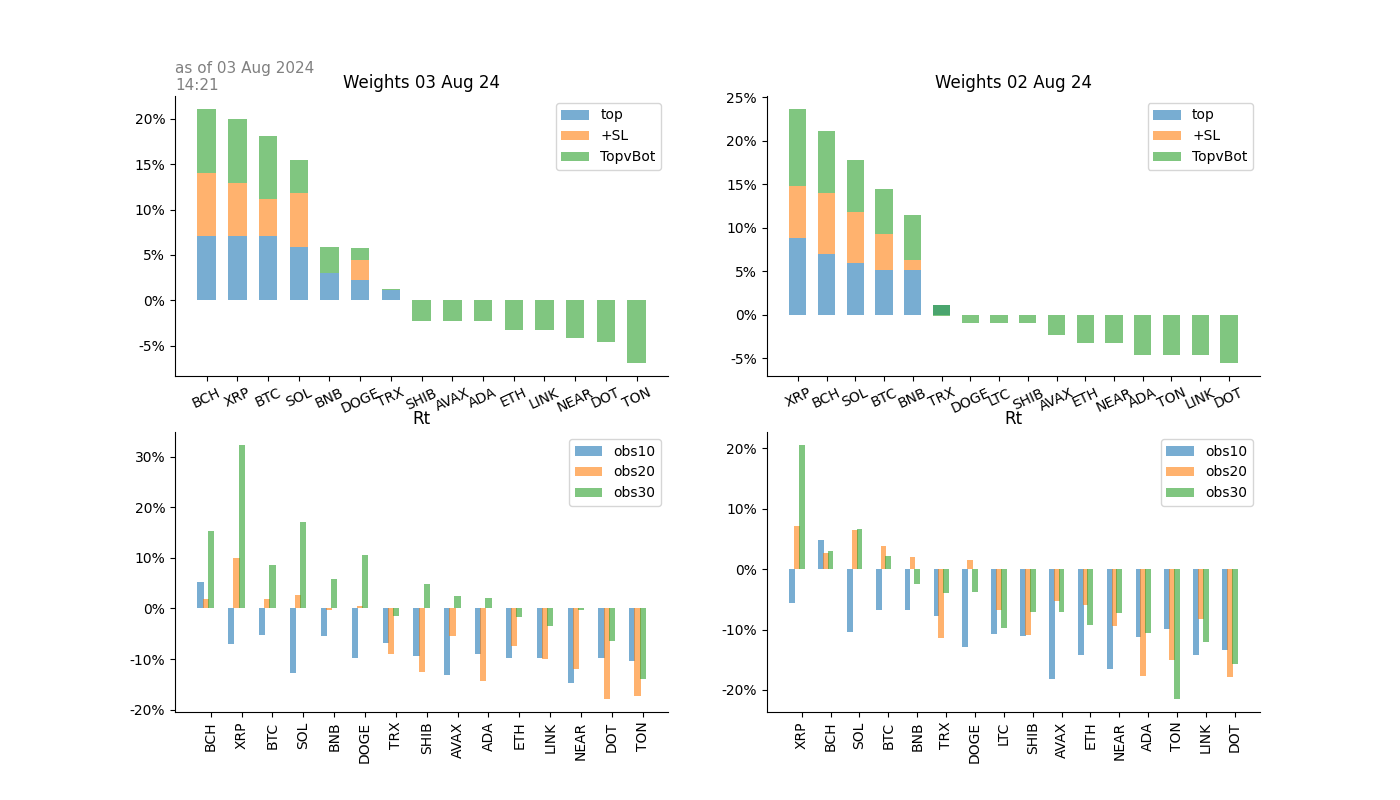 as of 03 Aug 2024
14:21
Weights 03 Aug 24
20%
15%
10%
5%
0%
-5%
top
+SL
TopvBot
BCH XRP BTC SOL BNB DOGE TRX SHIB AVAX ADA ETH LINK NEAR DOT TON
Weights 02 Aug 24
25%
20%
15%
10%
5%
0%
-5%
top
+SL
TopvBot
XRP BCH SOL BTC BNB TRX DOGE LTC SHIB AVAX ETH NEAR ADA TON LINK DOT
Rt
30%
20%
10%
0%
-10%
-20%
obs10
obs20
obs30
BCH XRP BTC SOL BNB DOGE TRX SHIB AVAX ADA ETH LINK NEAR DOT TON
Rt
20%
10%
0%
-10%
-20%
obs10
obs20
obs30
XRP BCH SOL BTC BNB TRX DOGE LTC SHIB AVAX ETH NEAR ADA TON LINK DOT